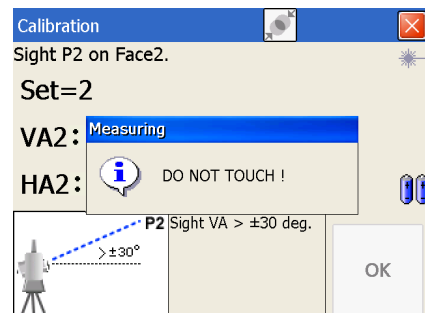 Calibration
Sight P2 on Face2.
Set=2
VA2:
Measuring
DO NOT TOUCH !
HA2:
P2
Sight VA > ±30 deg.
>±30°
OK